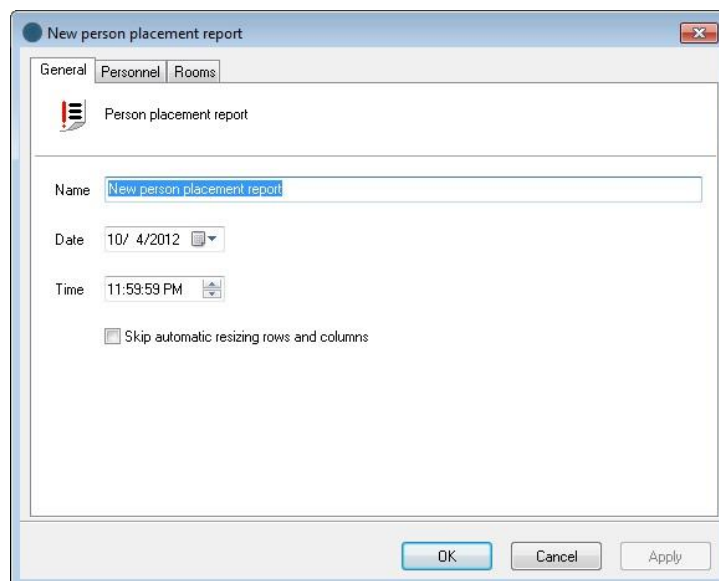 New person placement report
General Personnel Rooms
Person placement report
Name New person placement report
Date 10/ 4/2012
Time 11:59:59 PM
Skip automatic resizing rows and columns
OK Cancel Apply